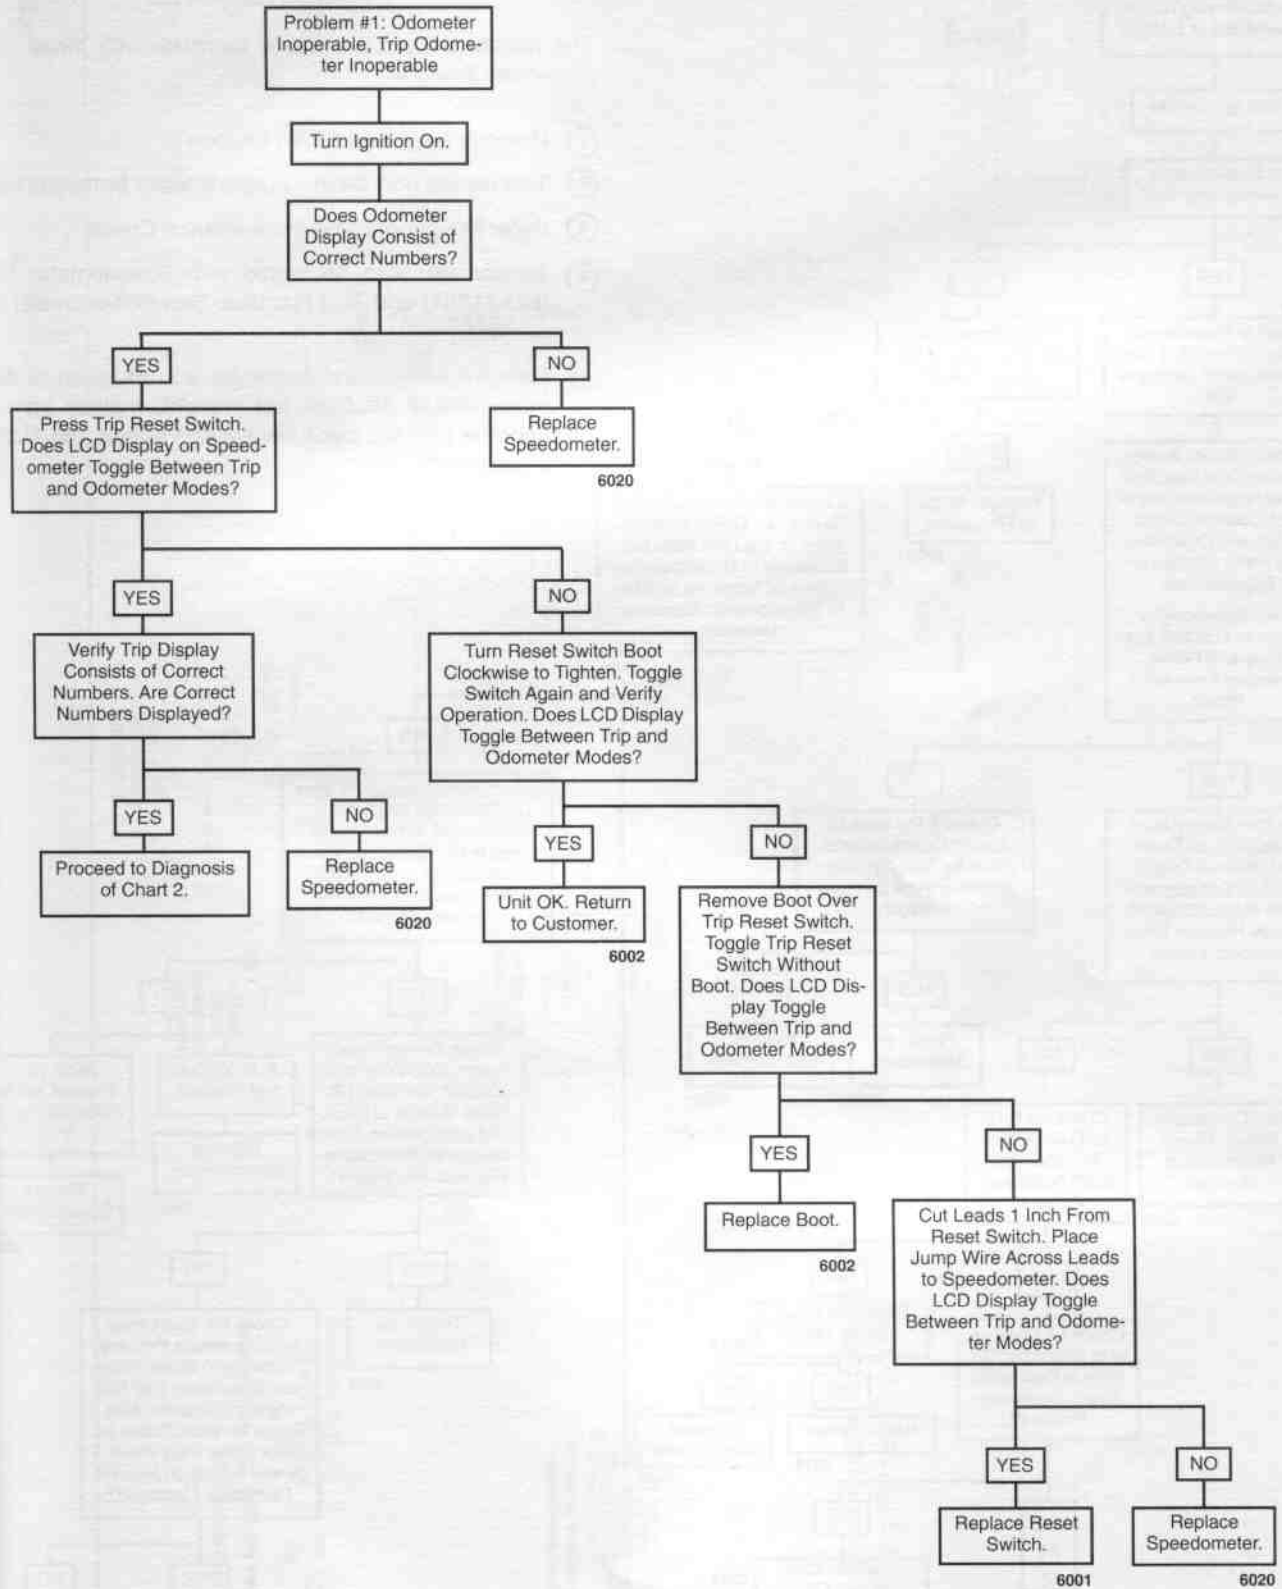 Problem #1: Odometer
Inoperable, Trip Odome-
ter Inoperable
Turn Ignition On.
Does Odometer
Display Consist of
Correct Numbers?
YES
NO
Press Trip Reset Switch.
Does LCD Display on Speed-
ometer Toggle Between Trip
and Odometer Modes?
Replace
Speedometer.
6020
YES
NO
Verify Trip Display
Consists of Correct
Numbers. Are Correct
Numbers Displayed?
Turn Reset Switch Boot
Clockwise to Tighten. Toggle
Switch Again and Verify
Operation. Does LCD Display
Toggle Between Trip and
Odometer Modes?
YES
NO
Proceed to Diagnosis
of Chart 2.
Replace
Speedometer.
6020
YES
NO
Unit OK. Return
to Customer.
6002
Remove Boot Over
Trip Reset Switch.
Toggle Trip Reset
Switch Without
Boot. Does LCD Dis-
play Toggle
Between Trip and
Odometer Modes?
YES
NO
Replace Boot.
6002
Cut Leads 1 Inch From
Reset Switch. Place
Jump Wire Across Leads
to Speedometer. Does
LCD Display Toggle
Between Trip and Odome-
ter Modes?
YES
NO
Replace Reset
Switch.
6001
Replace
Speedometer.
6020